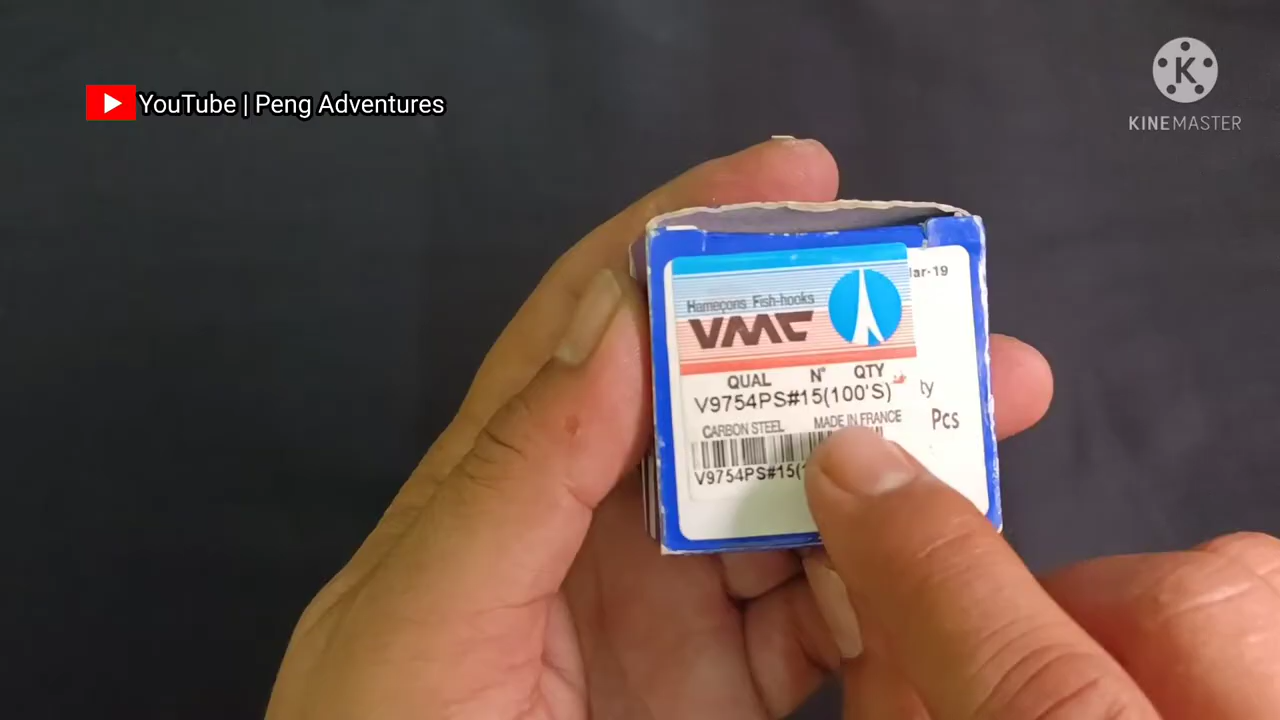 YouTube | Peng Adventures
K
KINEMASTER
Hameçons Fish-hooks
VMC
QUAL N° QTY
V9754PS#15(100'S)
CARBON STEEL MADE IN FRANCE
Pcs
V9754PS#15(